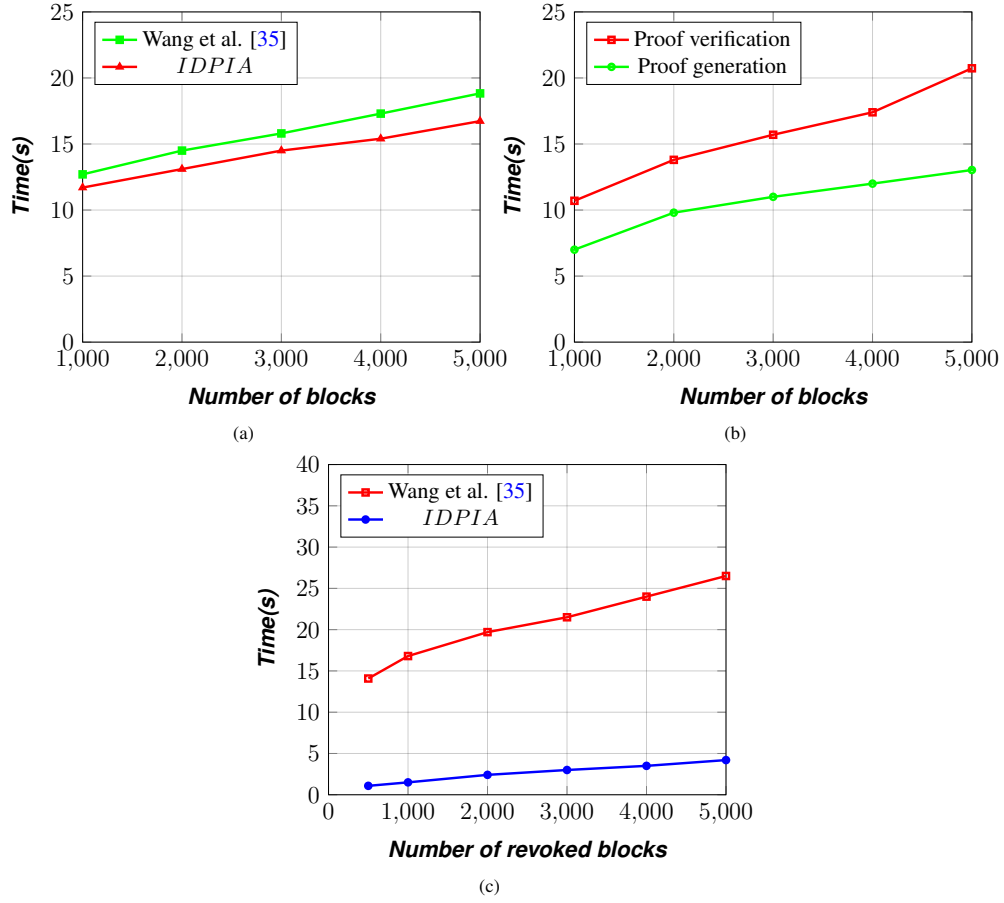 25
20
15
10
5
0
Time(s)
Wang et al. [35]
IDPIA
1,000 2,000 3,000 4,000 5,000
Number of blocks
(a)
25
20
15
10
5
0
Time(s)
Proof verification
Proof generation
1,000 2,000 3,000 4,000 5,000
Number of blocks
(b)
40
35
30
25
20
15
10
5
0
Time(s)
Wang et al. [35]
IDPIA
0 1,000 2,000 3,000 4,000 5,000
Number of revoked blocks
(c)